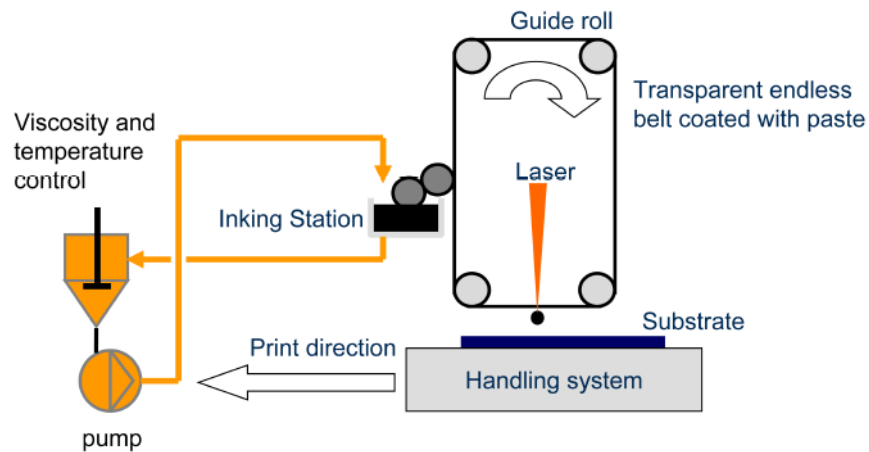 Guide roll
Transparent endless
belt coated with paste
Viscosity and
temperature
control
Laser
Inking Station
Substrate
Print direction
Handling system
pump